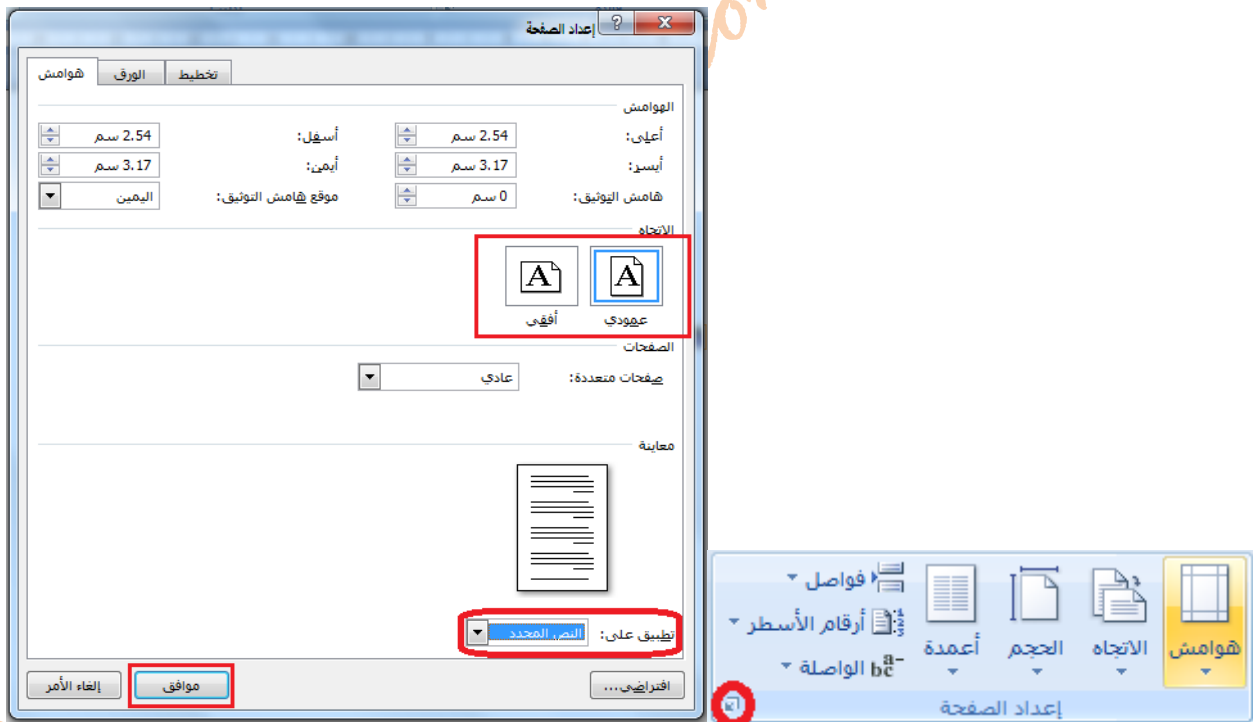 إعداد الصفحة
هوامش الورق تخطيط
الهوامش
أعلى: 2.54 سم أسفل: 2.54 سم
أيسر: 3.17 سم أيمن: 3.17 سم
هامش التوثيق: 0 سم موقع هامش التوثيق: اليمين
الاتجاه
A A
عمودي أفقي
الصفحات
صفحات متعددة: عادي
معاينة
تطبيق على: النص المحدد
افتراضي... موافق إلغاء الأمر
هوامش الاتجاه الحجم أعمدة
فواصل
أرقام الأسطر
الواصلة
إعداد الصفحة